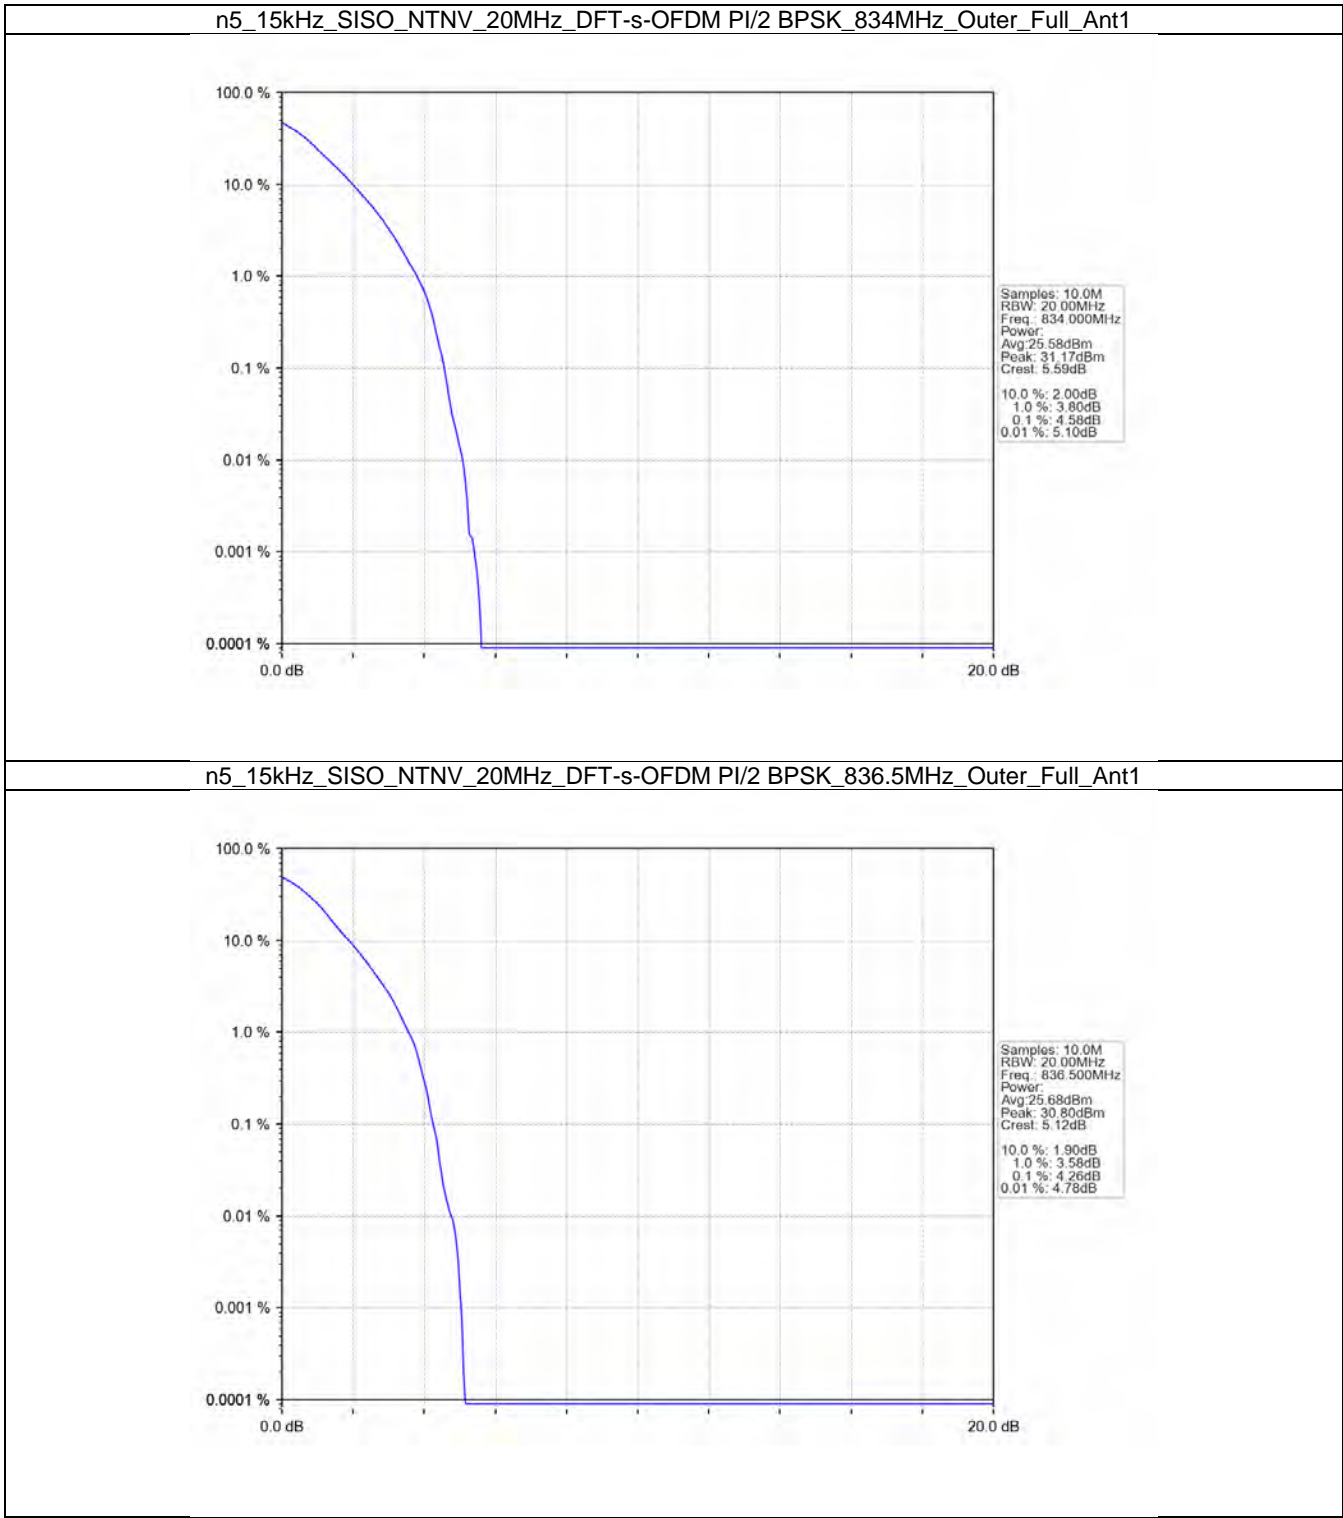 n5_15kHz_SISO_NTNV_20MHz_DFT-s-OFDM PI/2 BPSK_834MHz_Outer_Full_Ant1
100.0 %
10.0 %
1.0 %
0.1 %
0.01 %
0.001 %
0.0001 %
0.0 dB
20.0 dB
Samples: 10.0M
RBW: 20.00MHz
Freq.: 834.000MHz
Power:
Avg:25.58dBm
Peak: 31.17dBm
Crest: 5.59dB
10.0 %: 2.00dB
1.0 %: 3.80dB
0.1 %: 4.58dB
0.01 %: 5.10dB
n5_15kHz_SISO_NTNV_20MHz_DFT-s-OFDM PI/2 BPSK_836.5MHz_Outer_Full_Ant1
100.0 %
10.0 %
1.0 %
0.1 %
0.01 %
0.001 %
0.0001 %
0.0 dB
20.0 dB
Samples: 10.0M
RBW: 20.00MHz
Freq.: 836.500MHz
Power:
Avg:25.68dBm
Peak: 30.80dBm
Crest: 5.12dB
10.0 %: 1.90dB
1.0 %: 3.58dB
0.1 %: 4.26dB
0.01 %: 4.78dB